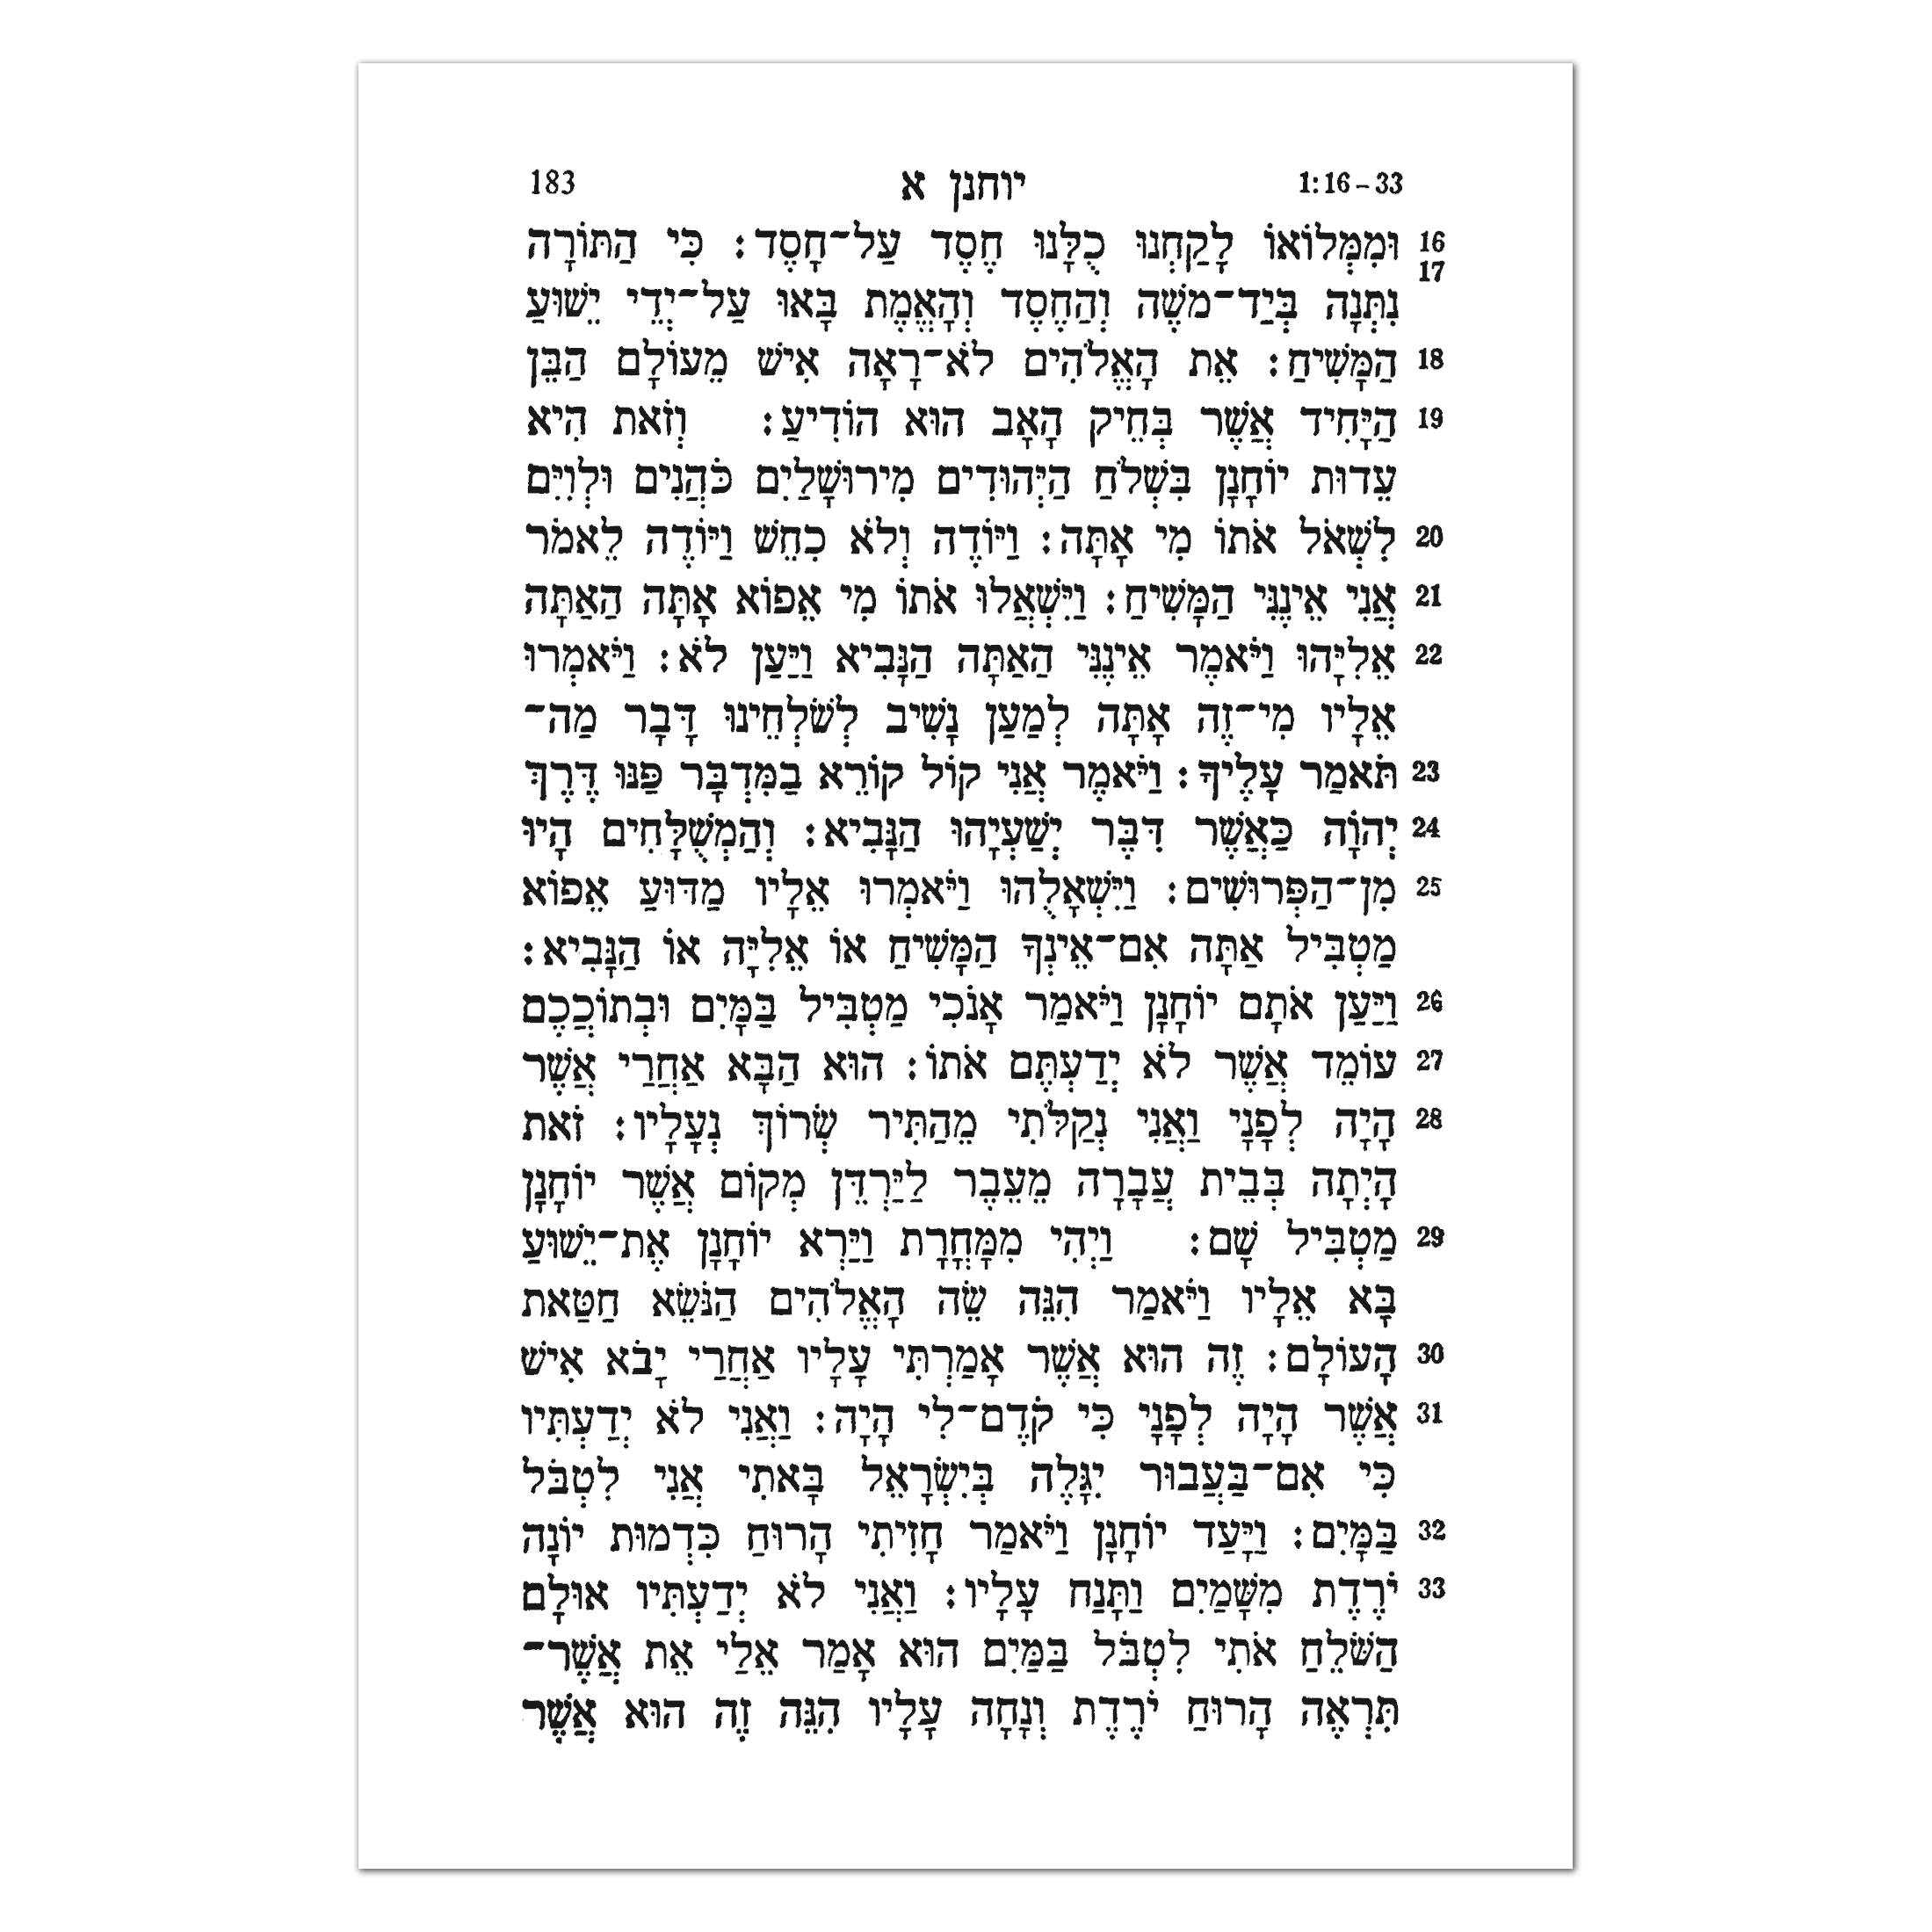 1:16–33 יוחנן א 183
16 וּמִמְּלוֹאוֹ לָקַחְנוּ כֻלָּנוּ חֶסֶד עַל־חָסֶד׃ כִּי הַתּוֹרָה
17
נִתְּנָה בְּיַד־משֶׁה וְהַחֶסֶד וְהָאֱמֶת בָּאוּ עַל־יְדֵי יֵשׁוּעַ
18 הַמָּשִׁיחַ׃ אֵת הָאֱלֹהִים לֹא־רָאָה אִישׁ מֵעוֹלָם הַבֵּן
19 הַיָּחִיד אֲשֶׁר בְּחֵיק הָאָב הוּא הוֹדִיעַ׃ וְזֹאת הִיא
עֵדוּת יוֹחָנָן בִּשְׁלֹחַ הַיְּהוּדִים מִירוּשָׁלַיִם כֹּהֲנִים וּלְוִיִּם
20 לִשְׁאֹל אֹתוֹ מִי אָתָּה׃ וַיּוֹדֶה וְלֹא כִחֵשׁ וַיּוֹדֶה לֵאמֹר
21 אֲנִי אֵינֶנִּי הַמָּשִׁיחַ׃ וַיִּשְׁאֲלוּ אֹתוֹ מִי אֵפוֹא אָתָּה הַאַתָּה
22 אֵלִיָּהוּ וַיֹּאמֶר אֵינֶנִּי הַאַתָּה הַנָּבִיא וַיַּעַן לֹא׃ וַיֹּאמְרוּ
אֵלָיו מִי־זֶה אָתָּה לְמַעַן נָשִׁיב לְשֹׁלְחֵינוּ דָּבָר מַה־
23 תֹּאמַר עָלֶיךָ׃ וַיֹּאמֶר אֲנִי קוֹל קוֹרֵא בַמִּדְבָּר פַּנּוּ דֶּרֶךְ
24 יְהוָֹה כַּאֲשֶׁר דִּבֶּר יְשַׁעְיָהוּ הַנָּבִיא׃ וְהַמְשֻׁלָּחִים הָיוּ
25 מִן־הַפְּרוּשִׁים׃ וַיִּשְׁאָלֻהוּ וַיֹּאמְרוּ אֵלָיו מַדּוּעַ אֵפוֹא
מַטְבִּיל אַתָּה אִם־אֵינְךָ הַמָּשִׁיחַ אוֹ אֵלִיָּה אוֹ הַנָּבִיא׃
26 וַיַּעַן אֹתָם יוֹחָנָן וַיֹּאמַר אָנֹכִי מַטְבִּיל בַּמָּיִם וּבְתוֹכֲכֶם
27 עוֹמֵד אֲשֶׁר לֹא יְדַעְתֶּם אֹתוֹ׃ הוּא הַבָּא אַחֲרַי אֲשֶׁר
28 הָיָה לְפָנָי וַאֲנִי נְקַלֹּתִי מֵהַתִּיר שְׂרוֹךְ נְעָלָיו׃ זֹאת
הָיְתָה בְּבֵית עֲבָרָה מֵעֵבֶר לַיַּרְדֵּן מְקוֹם אֲשֶׁר יוֹחָנָן
29 מַטְבִּיל שָׁם׃ וַיְהִי מִמָּחֳרָת וַיַּרְא יוֹחָנָן אֶת־יֵשׁוּעַ
בָּא אֵלָיו וַיֹּאמַר הִנֵּה שֵׂה הָאֱלֹהִים הַנֹּשֵׂא חַטַּאת
30 הָעוֹלָם׃ זֶה הוּא אֲשֶׁר אָמַרְתִּי עָלָיו אַחֲרַי יָבֹא אִישׁ
31 אֲשֶׁר הָיָה לְפָנָי כִּי קֹדֶם־לִי הָיָה׃ וַאֲנִי לֹא יְדַעְתִּיו
כִּי אִם־בַּעֲבוּר יִגָּלֶה בְּיִשְׂרָאֵל בָּאתִי אֲנִי לִטְבֹּל
32 בַּמָּיִם׃ וַיָּעַד יוֹחָנָן וַיֹּאמַר חָזִיתִי הָרוּחַ כִּדְמוּת יוֹנָה
33 יֹרֶדֶת מִשָּׁמַיִם וַתָּנַח עָלָיו׃ וַאֲנִי לֹא יְדַעְתִּיו אוּלָם
הַשֹּׁלֵחַ אֹתִי לִטְבֹּל בַּמַּיִם הוּא אָמַר אֵלַי אֵת אֲשֶׁר־
תִּרְאֶה הָרוּחַ יֹרֶדֶת וְנָחָה עָלָיו הִנֵּה זֶה הוּא אֲשֶׁר